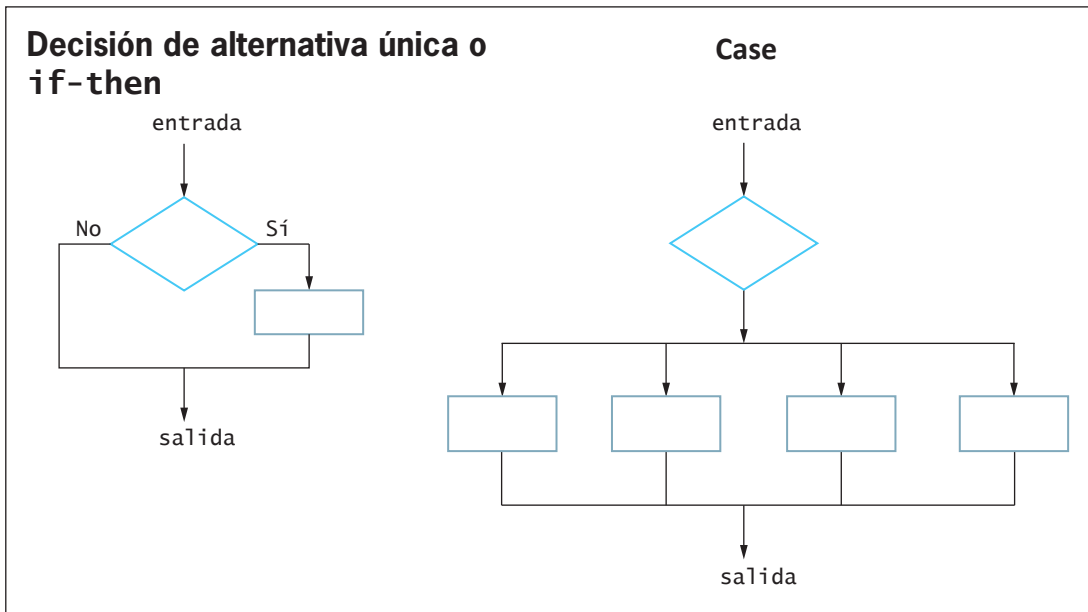 Decisión de alternativa única o
if-then
entrada
No
Sí
salida
Case
entrada
salida